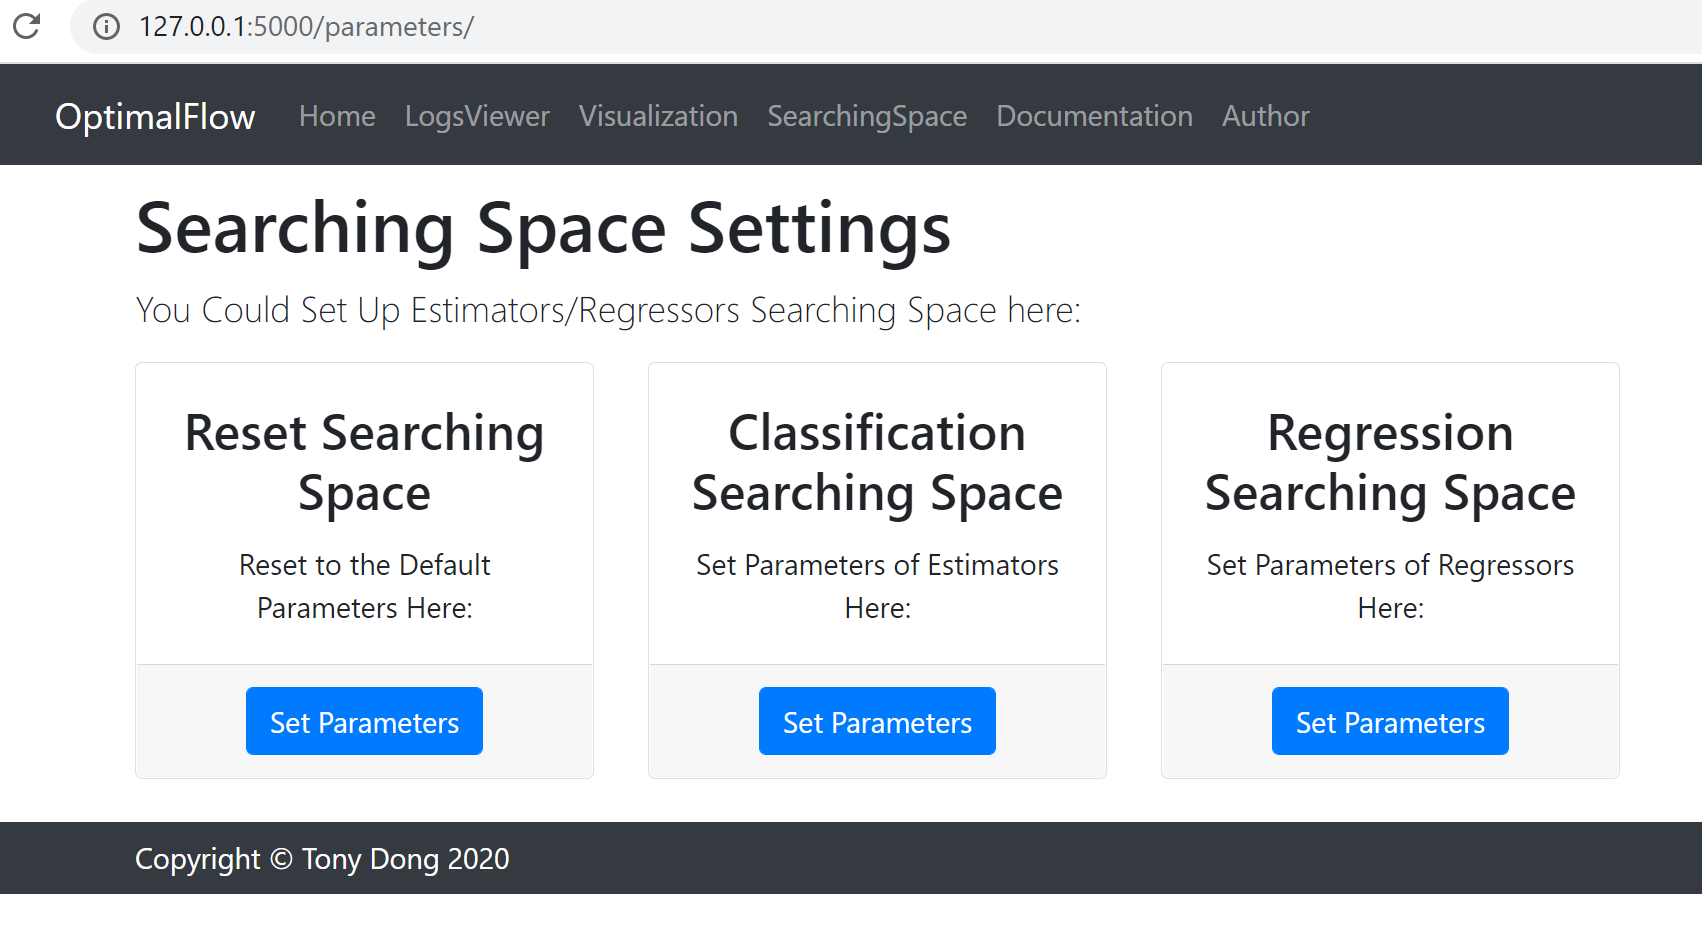 127.0.0.1:5000/parameters/
OptimalFlow Home LogsViewer Visualization SearchingSpace Documentation Author
Searching Space Settings
You Could Set Up Estimators/Regressors Searching Space here:
Reset Searching
Space
Reset to the Default
Parameters Here:
Set Parameters
Classification
Searching Space
Set Parameters of Estimators
Here:
Set Parameters
Regression
Searching Space
Set Parameters of Regressors
Here:
Set Parameters
Copyright © Tony Dong 2020